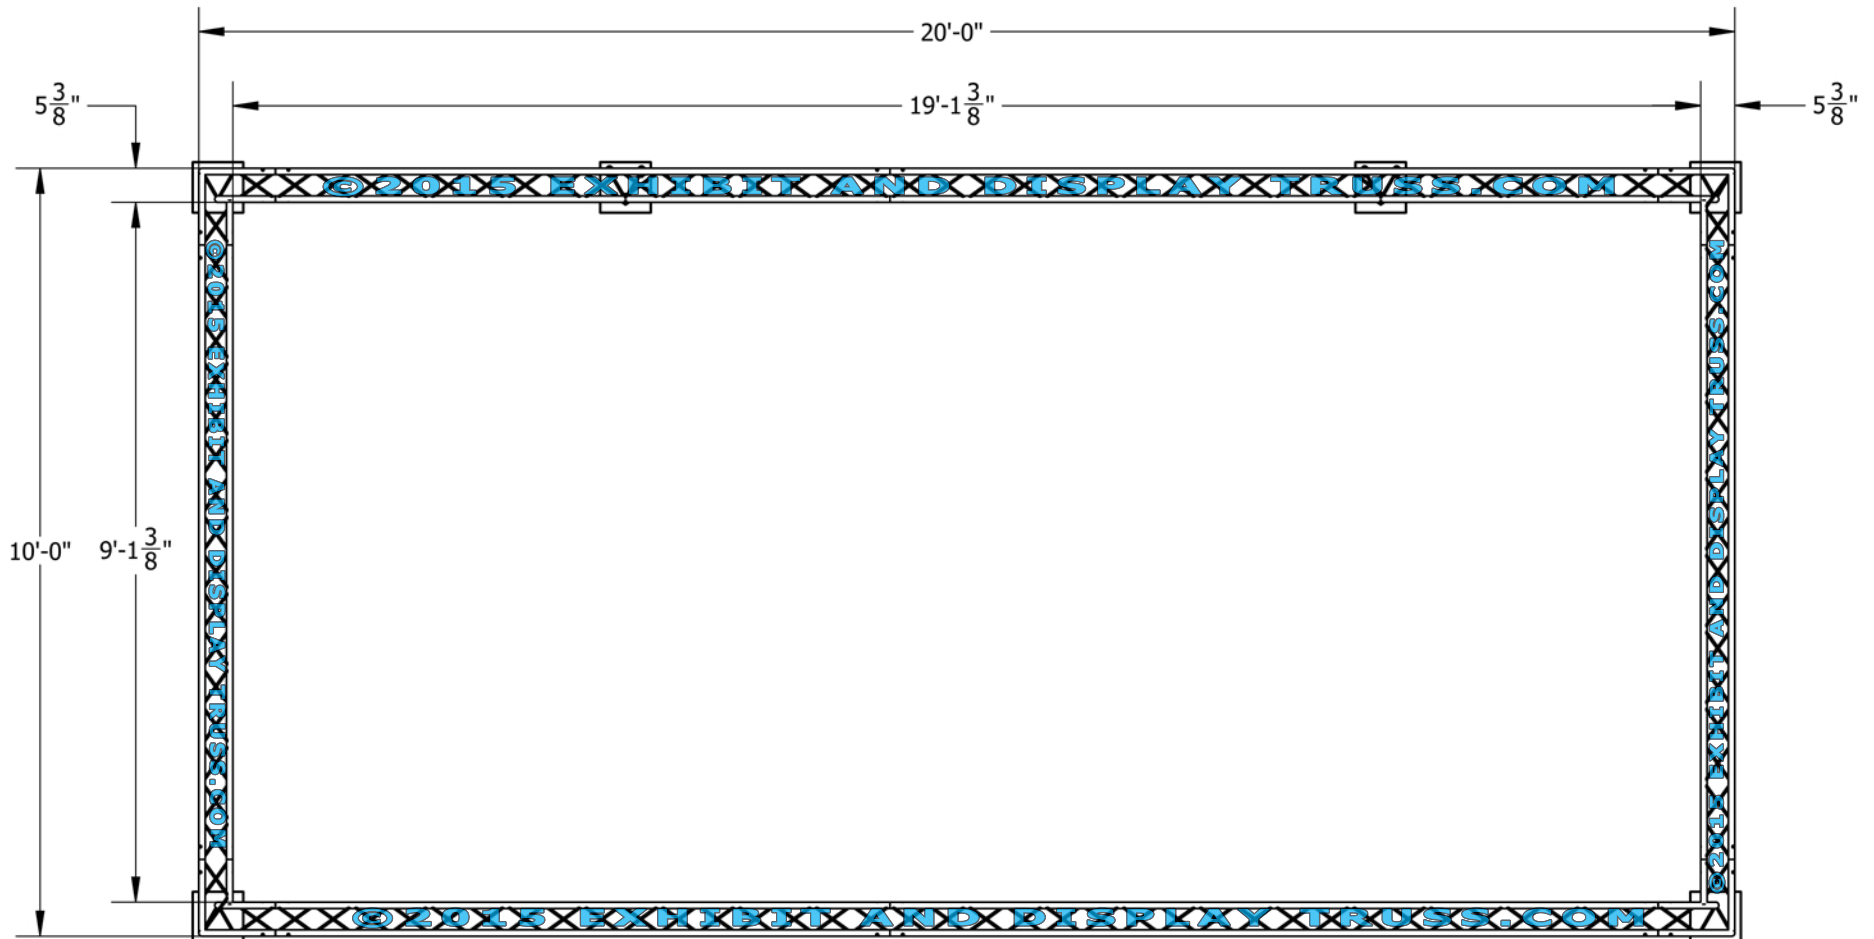 20'-0"
5 3/8"
19'-1 3/8"
5 3/8"
©2015 EXHIBIT AND DISPLAY TRUSS.COM
©2015 EXHIBIT AND DISPLAY TRUSS.COM
©2015 EXHIBIT AND DISPLAY TRUSS.COM
10'-0"
9'-1 3/8"
©2015 EXHIBIT AND DISPLAY TRUSS.COM